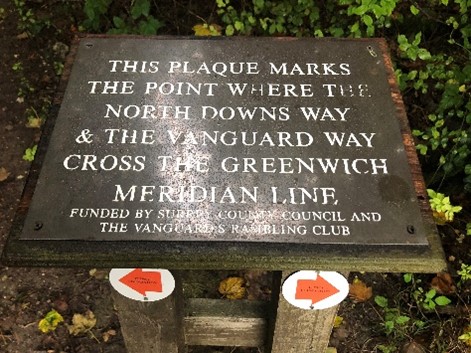 THIS PLAQUE MARKS
THE POINT WHERE THE
NORTH DOWNS WAY
& THE VANGUARD WAY
CROSS THE GREENWICH
MERIDIAN LINE
FUNDED BY SURREY COUNTY COUNCIL AND
THE VANGUARDS RAMBLING CLUB